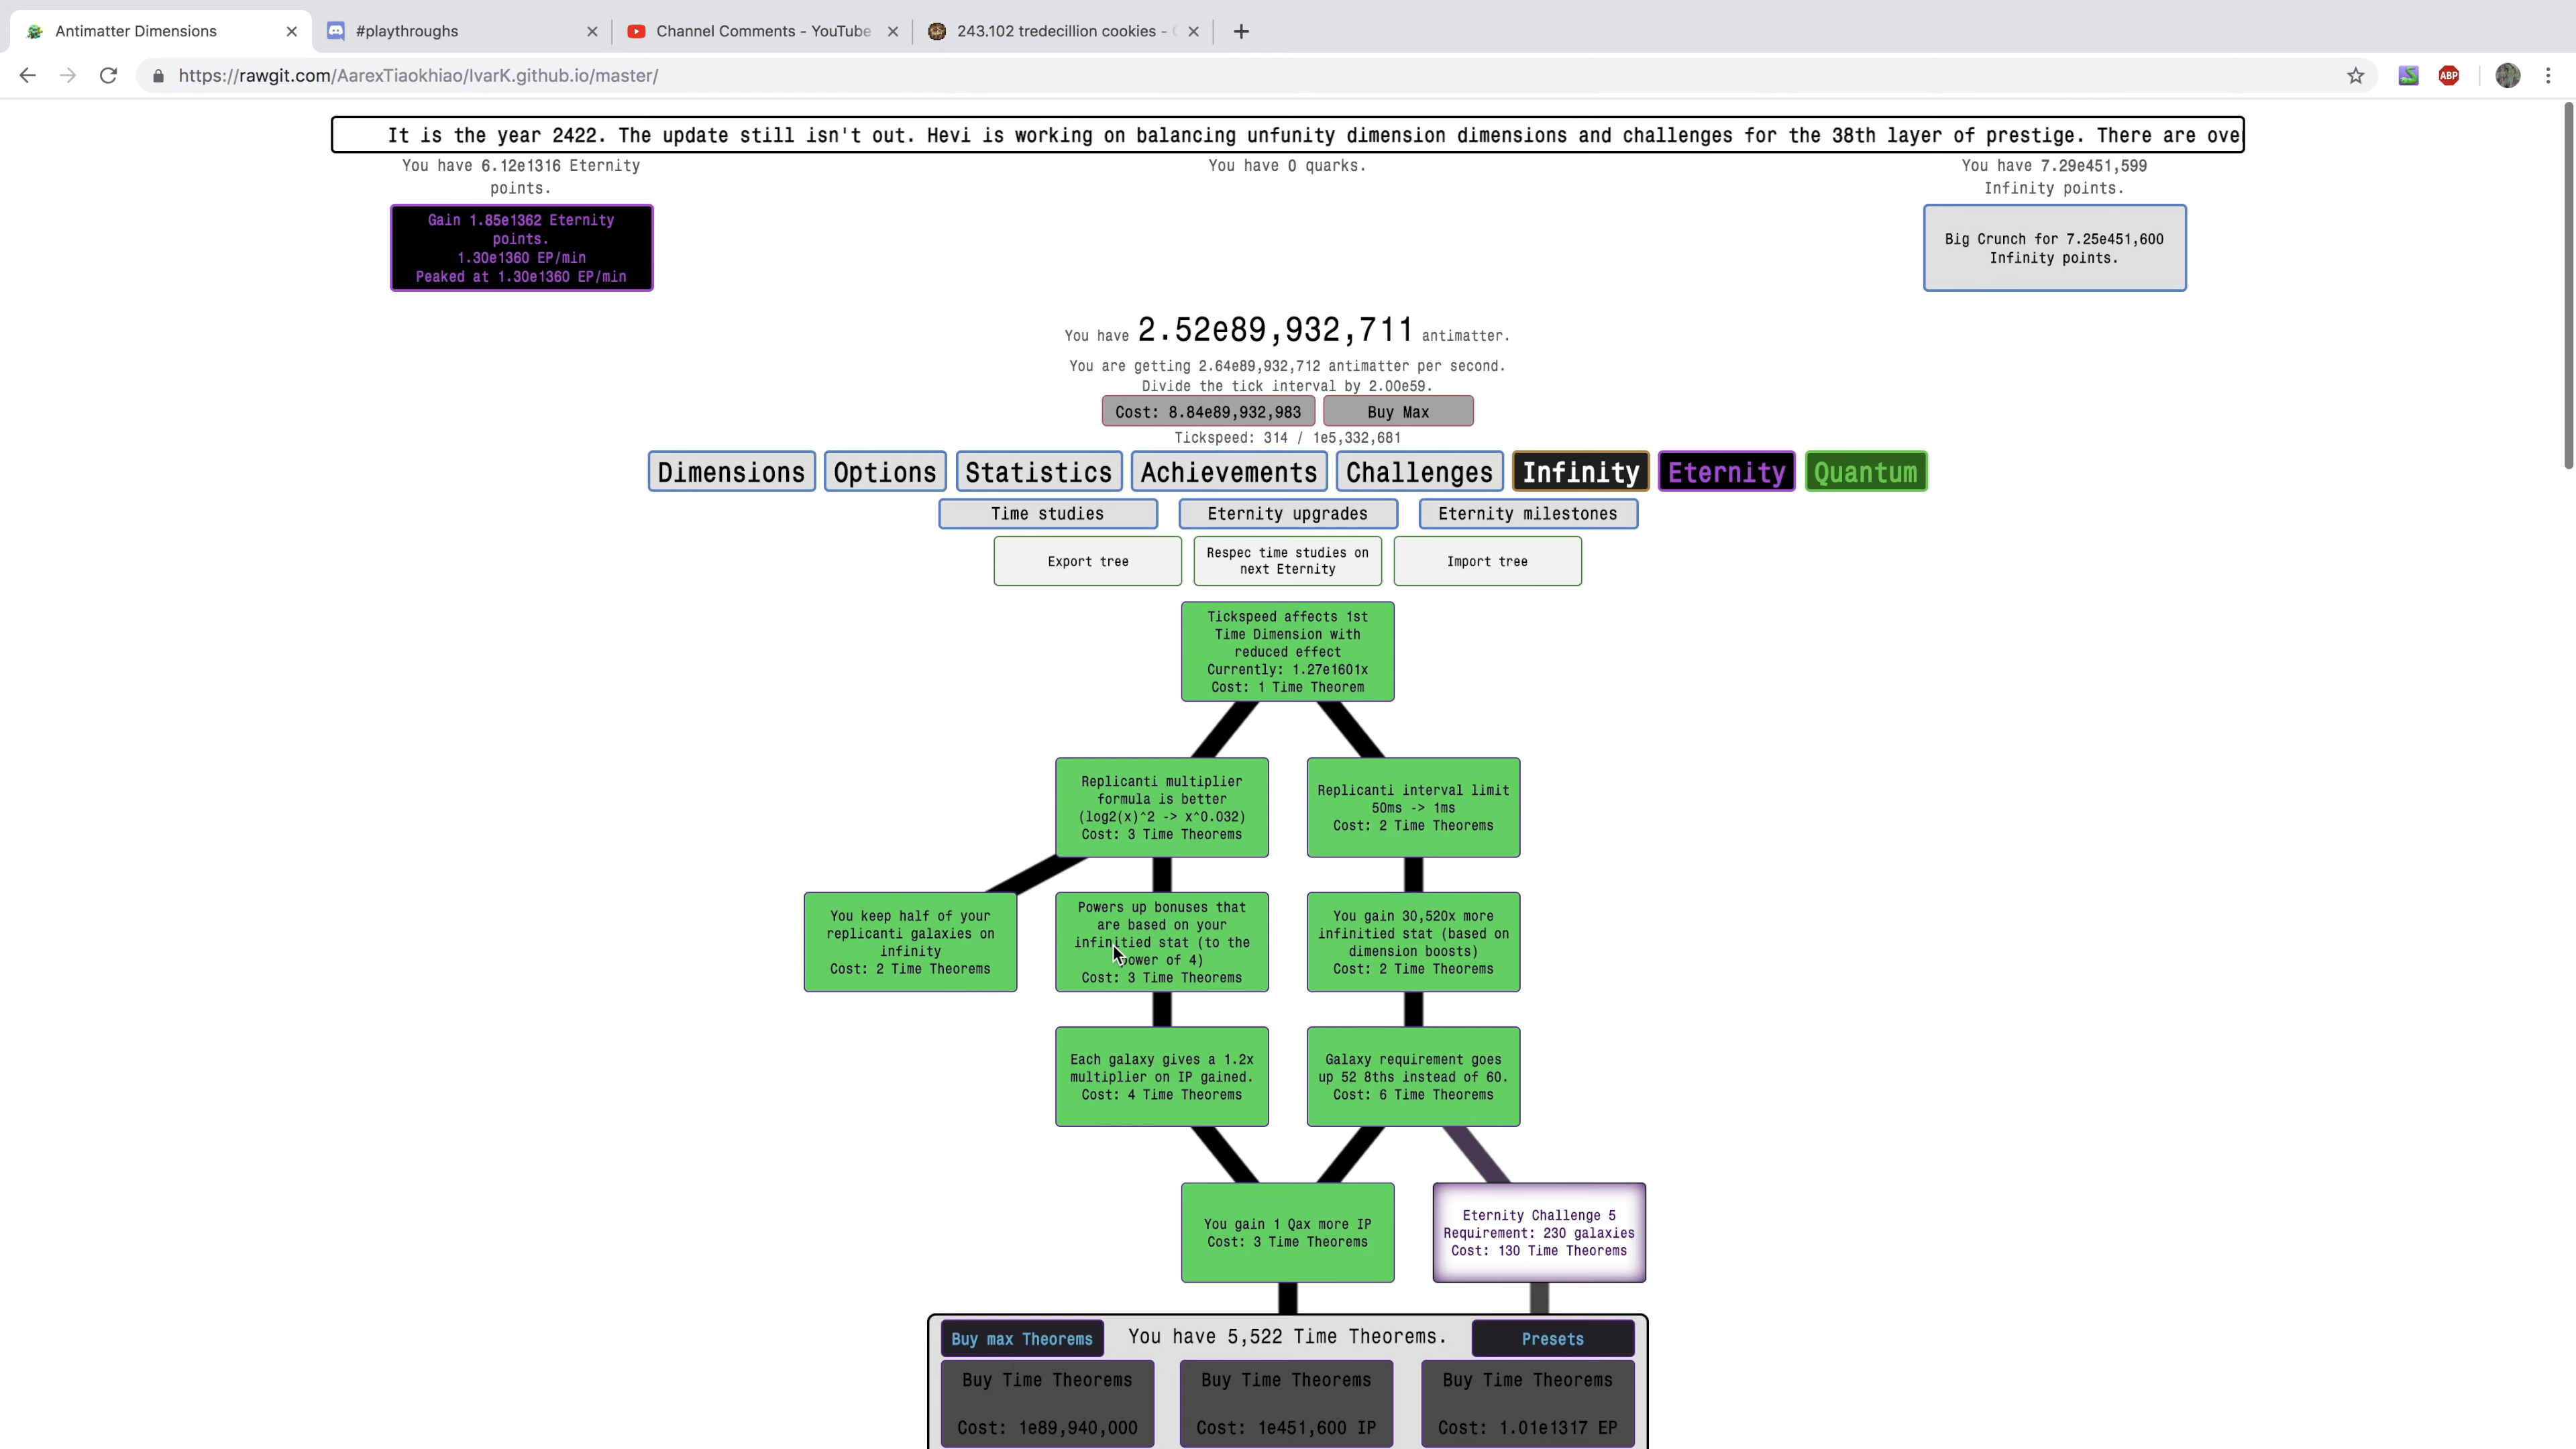 Antimatter Dimensions
#playthroughs
Channel Comments - YouTube
243.102 tredecillion cookies -
https://rawgit.com/AarexTiaokhiao/IvarK.github.io/master/
ABP
It is the year 2422. The update still isn't out. Hevi is working on balancing unfunity dimension dimensions and challenges for the 38th layer of prestige. There are ove
You have 6.12e1316 Eternity
points.
Gain 1.85e1362 Eternity
points.
1.30e1360 EP/min
Peaked at 1.30e1360 EP/min
You have 0 quarks.
You have 7.29e451,599
Infinity points.
Big Crunch for 7.25e451,600
Infinity points.
You have 2.52e89,932,711 antimatter.
You are getting 2.64e89,932,712 antimatter per second.
Divide the tick interval by 2.00e59.
Cost: 8.84e89,932,983
Buy Max
Tickspeed: 314 / 1e5,332,681
Dimensions
Options
Statistics
Achievements
Challenges
Infinity
Eternity
Quantum
Time studies
Eternity upgrades
Eternity milestones
Export tree
Respec time studies on
next Eternity
Import tree
Tickspeed affects 1st
Time Dimension with
reduced effect
Currently: 1.27e1601x
Cost: 1 Time Theorem
Replicanti multiplier
formula is better
(log2(x)^2 -> x^0.032)
Cost: 3 Time Theorems
Replicanti interval limit
50ms -> 1ms
Cost: 2 Time Theorems
You keep half of your
replicanti galaxies on
infinity
Cost: 2 Time Theorems
Powers up bonuses that
are based on your
infinitied stat (to the
power of 4)
Cost: 3 Time Theorems
You gain 30,520x more
infinitied stat (based on
dimension boosts)
Cost: 2 Time Theorems
Each galaxy gives a 1.2x
multiplier on IP gained.
Cost: 4 Time Theorems
Galaxy requirement goes
up 52 8ths instead of 60.
Cost: 6 Time Theorems
You gain 1 Qax more IP
Cost: 3 Time Theorems
Eternity Challenge 5
Requirement: 230 galaxies
Cost: 130 Time Theorems
Buy max Theorems
You have 5,522 Time Theorems.
Presets
Buy Time Theorems
Cost: 1e89,940,000
Buy Time Theorems
Cost: 1e451,600 IP
Buy Time Theorems
Cost: 1.01e1317 EP